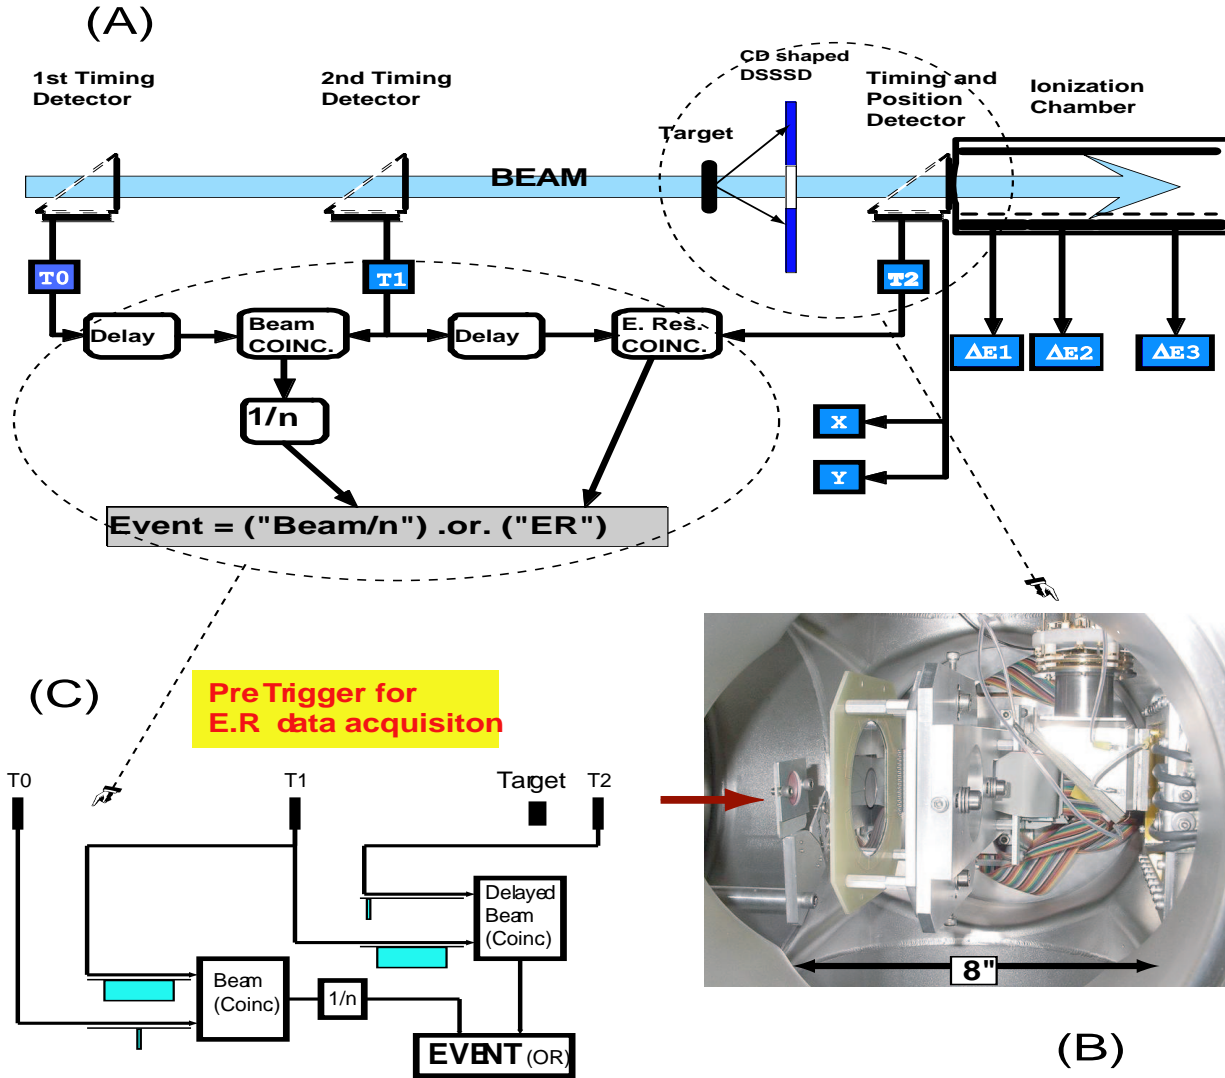 (A)
1st Timing
Detector
2nd Timing
Detector
CD shaped
DSSSD
Timing and
Position
Detector
Ionization
Chamber
Target
BEAM
T0
T1
T2
Delay
Beam
COINC.
Delay
E. Res.
COINC.
ΔE1
ΔE2
ΔE3
1/n
X
Y
Event = ("Beam/n") .or. ("ER")
(C)
Pre Trigger for
E.R data acquisiton
T0
T1
Target
T2
Delayed
Beam
(Coinc)
Beam
(Coinc)
1/n
EVENT (OR)
8"
(B)